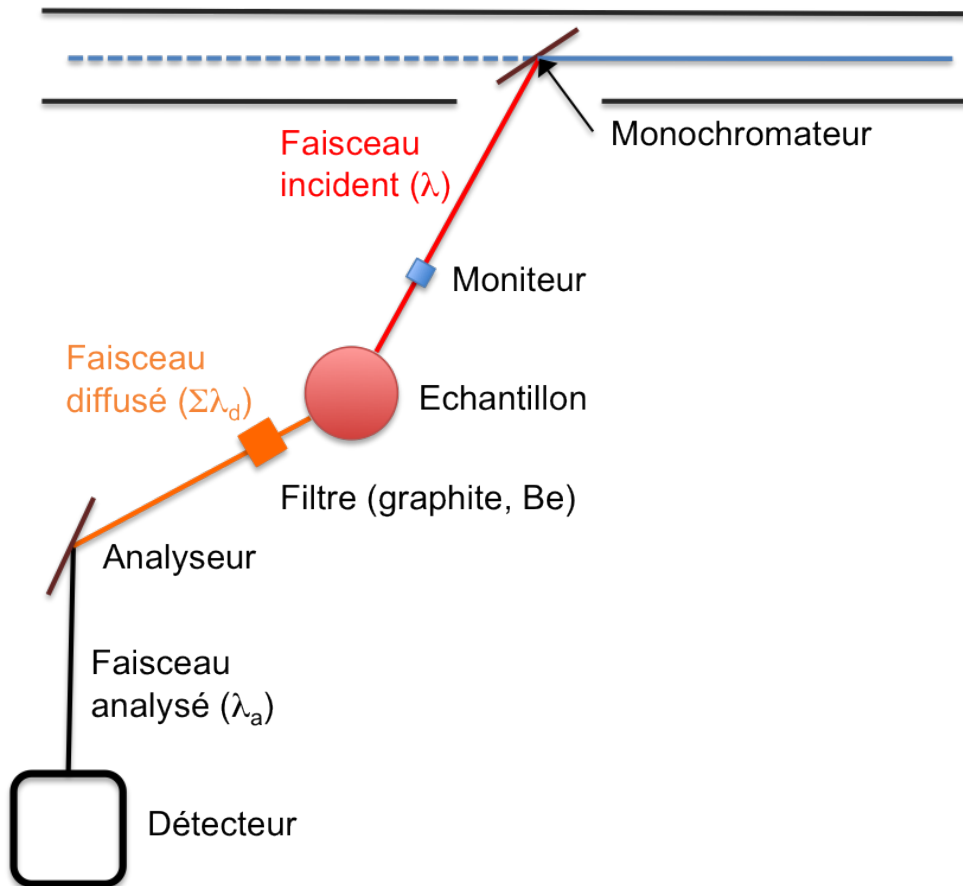 Monochromateur
Faisceau
incident (λ)
Moniteur
Faisceau
diffusé (Σλd)
Echantillon
Filtre (graphite, Be)
Analyseur
Faisceau
analysé (λa)
Détecteur